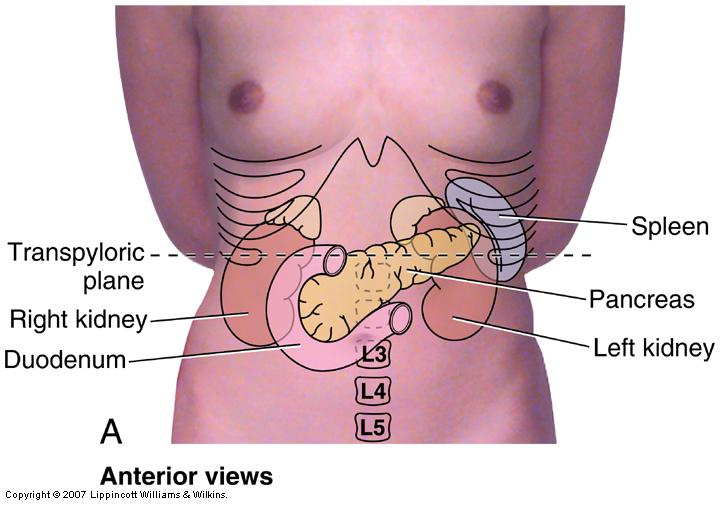 Transpyloric
plane
Right kidney
Duodenum
Spleen
Pancreas
Left kidney
L3
L4
L5
A
Anterior views
Copyright © 2007 Lippincott Williams & Wilkins.